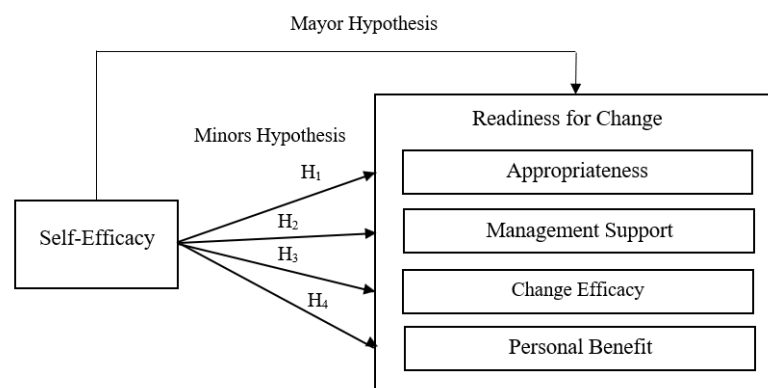 Mayor Hypothesis
Readiness for Change
Minors Hypothesis
H₁
Appropriateness
H₂
Management Support
Self-Efficacy
H₃
Change Efficacy
H₄
Personal Benefit